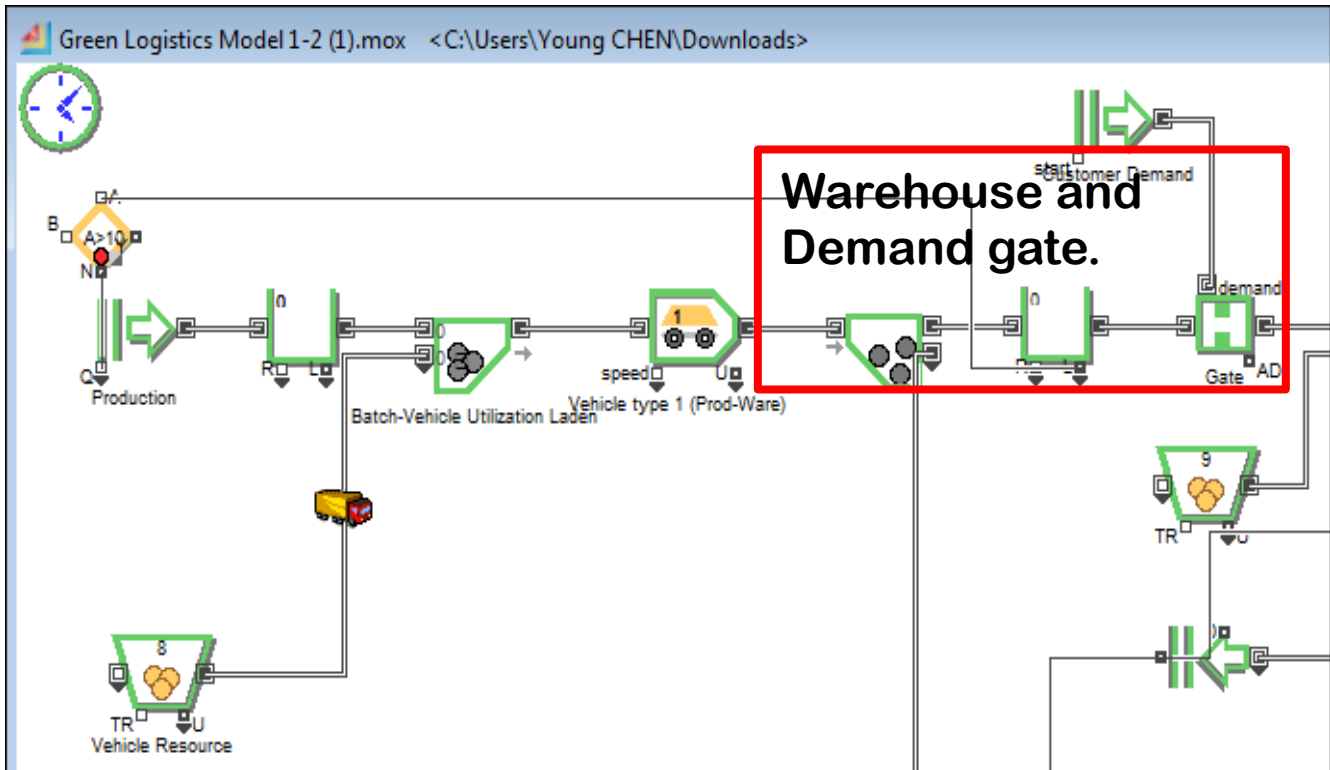 Green Logistics Model 1-2 (1).mox <C:\Users\Young CHEN\Downloads>
start
Customer Demand
Warehouse and
Demand gate.
A
B
A>10
N
demand
0
0
0
0
1
Q
Production
R L
speed U
Gate AD
Batch-Vehicle Utilization Laden
Vehicle type 1 (Prod-Ware)
9
TR U
8
TR U
Vehicle Resource